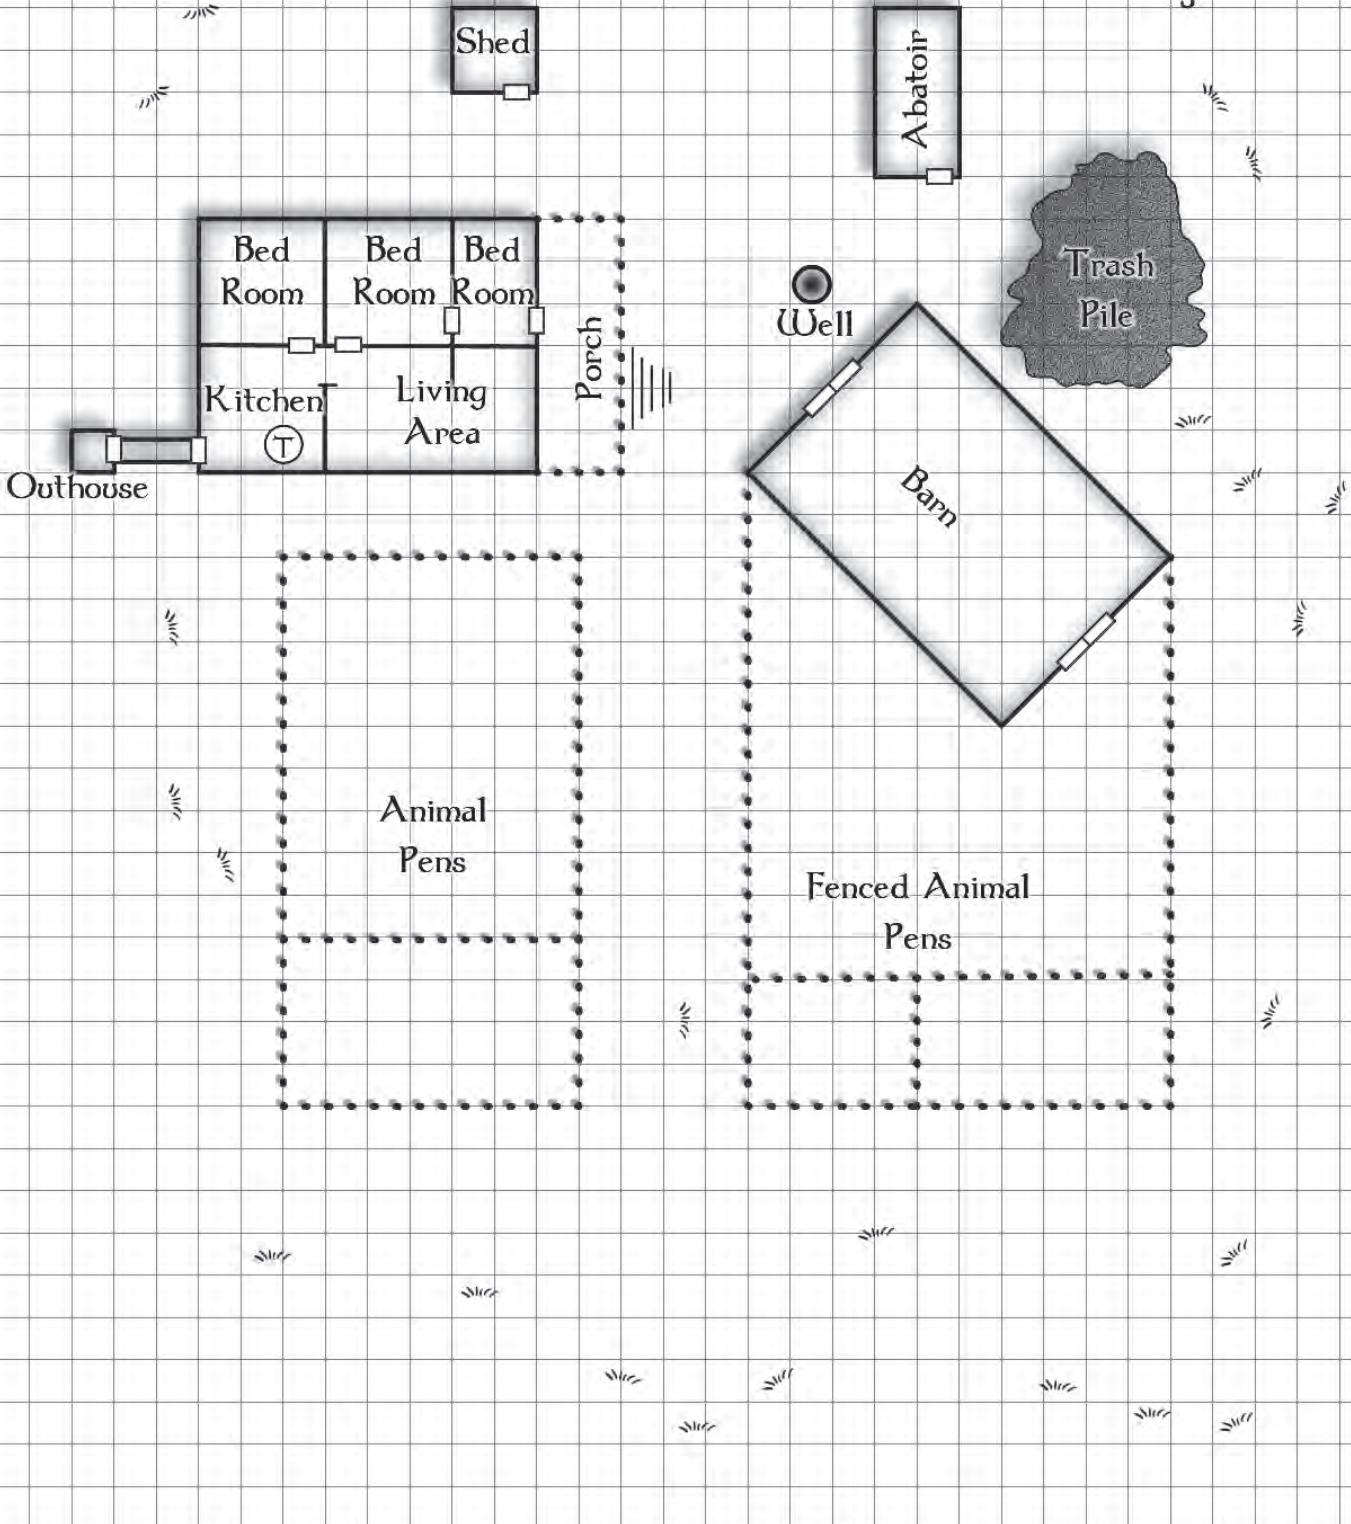 Shed
Abatoir
Bed
Room
Bed
Room
Bed
Room
Trash
Pile
Well
Porch
Kitchen
Living
Area
T
Outhouse
Barn
Animal
Pens
Fenced Animal
Pens